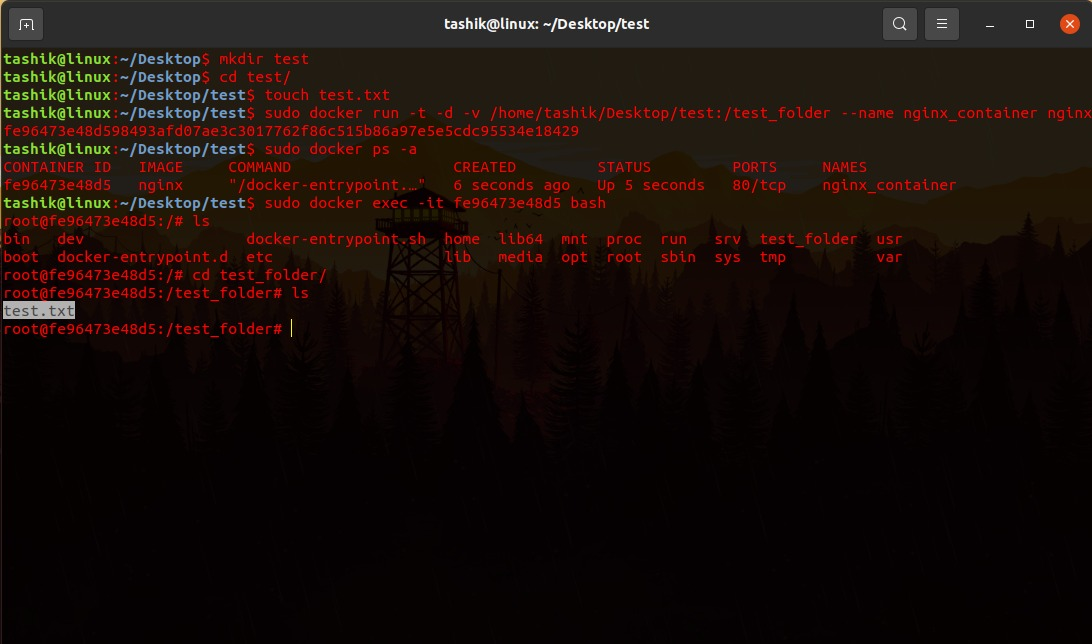 tashik@linux: ~/Desktop/test
tashik@linux:~/Desktop$ mkdir test
tashik@linux:~/Desktop$ cd test/
tashik@linux:~/Desktop/test$ touch test.txt
tashik@linux:~/Desktop/test$ sudo docker run -t -d -v /home/tashik/Desktop/test:/test_folder --name nginx_container nginx
fe96473e48d598493afd07ae3c3017762f86c515b86a97e5e5cdc95534e18429
tashik@linux:~/Desktop/test$ sudo docker ps -a
CONTAINER ID   IMAGE     COMMAND                  CREATED         STATUS         PORTS     NAMES
fe96473e48d5   nginx     "/docker-entrypoint.…"   6 seconds ago   Up 5 seconds   80/tcp    nginx_container
tashik@linux:~/Desktop/test$ sudo docker exec -it fe96473e48d5 bash
root@fe96473e48d5:/# ls
bin   dev                  docker-entrypoint.sh  home  lib64  mnt  proc  run   srv  test_folder  usr
boot  docker-entrypoint.d  etc                   lib   media  opt  root  sbin  sys  tmp          var
root@fe96473e48d5:/# cd test_folder/
root@fe96473e48d5:/test_folder# ls
test.txt
root@fe96473e48d5:/test_folder#